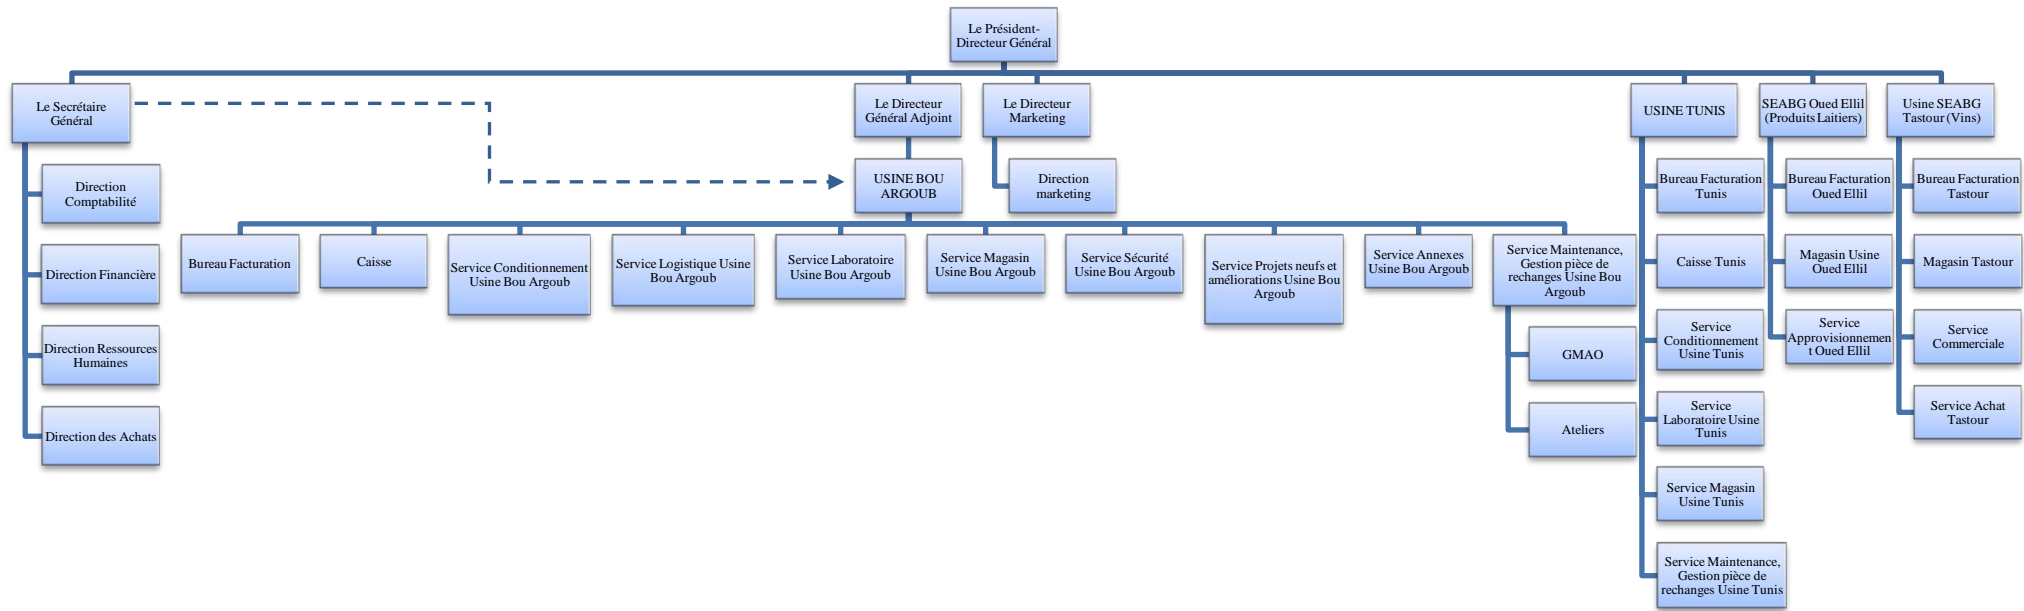 Le Président-
Directeur Général
Le Secrétaire
Général
Le Directeur
Général Adjoint
Le Directeur
Marketing
USINE TUNIS
SEABG Oued Ellil
(Produits Laitiers)
Usine SEABG
Tastour (Vins)
Direction
Comptabilité
Direction Financière
Direction Ressources
Humaines
Direction des Achats
USINE BOU
ARGOUB
Direction
marketing
Bureau Facturation
Caisse
Service Conditionnement
Usine Bou Argoub
Service Logistique Usine
Bou Argoub
Service Laboratoire
Usine Bou Argoub
Service Magasin
Usine Bou Argoub
Service Sécurité
Usine Bou Argoub
Service Projets neufs et
améliorations Usine Bou
Argoub
Service Annexes
Usine Bou Argoub
Service Maintenance,
Gestion pièce de
rechanges Usine Bou
Argoub
GMAO
Ateliers
Bureau Facturation
Tunis
Caisse Tunis
Service
Conditionnement
Usine Tunis
Service
Laboratoire Usine
Tunis
Service Magasin
Usine Tunis
Service Maintenance,
Gestion pièce de
rechanges Usine Tunis
Bureau Facturation
Oued Ellil
Magasin Usine
Oued Ellil
Service
Approvisionnemen
t Oued Ellil
Bureau Facturation
Tastour
Magasin Tastour
Service
Commerciale
Service Achat
Tastour